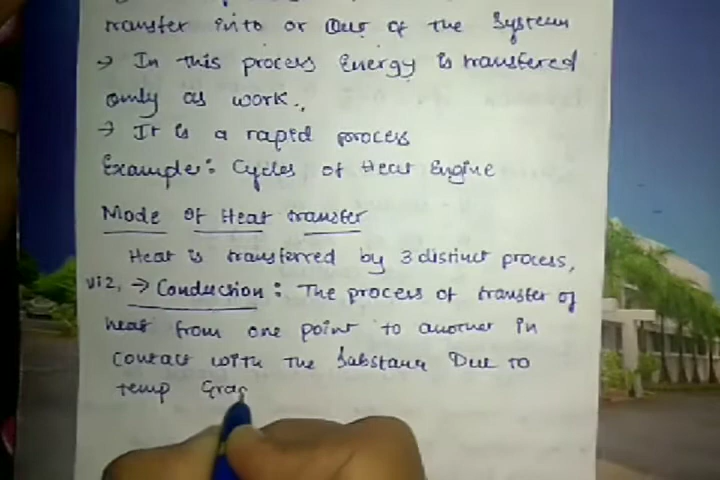 transfer into or Out of the System
→ In this process Energy is transfered
only as work.,
→ It is a rapid process
Example: Cycles of Heat Engine
Mode of Heat transfer
Heat is transferred by 3 distinct process,
viz, → Conduction : The process of transfer of
heat from one point to another in
Contact with the Substance Due to
temp Grad